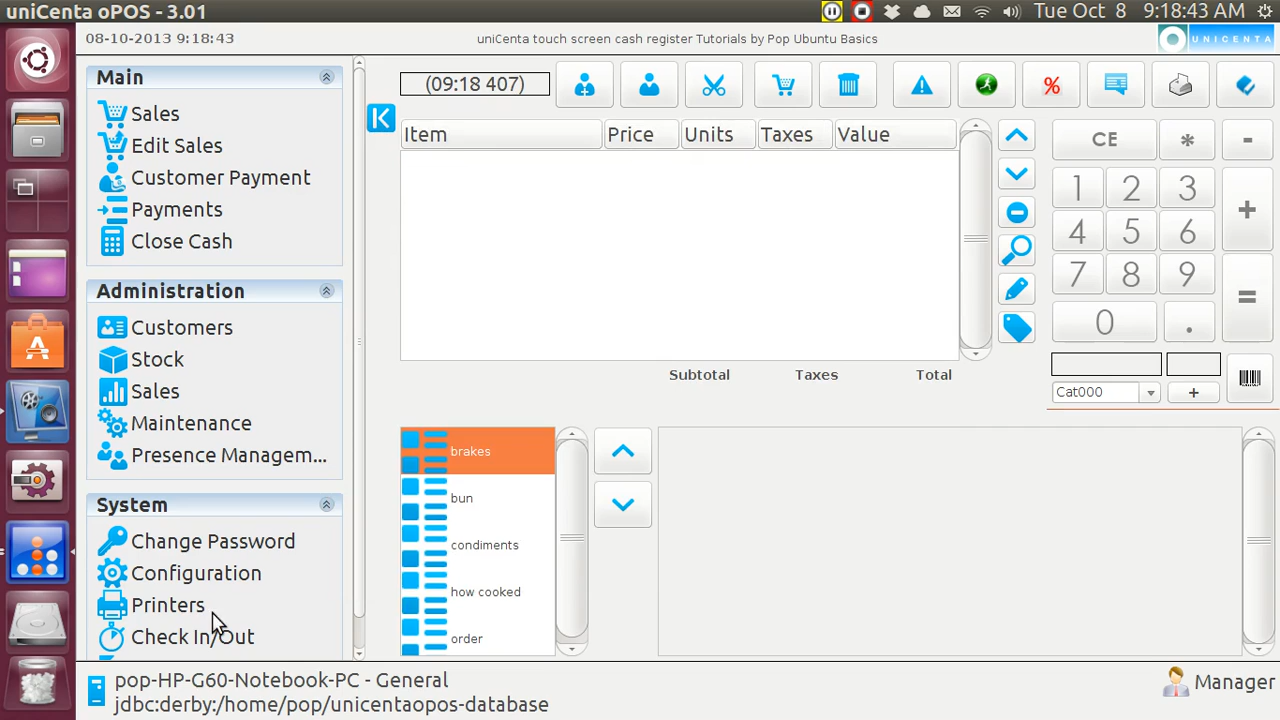 uniCenta oPOS - 3.01
Tue Oct 8 9:18:43 AM
08-10-2013 9:18:43
uniCenta touch screen cash register Tutorials by Pop Ubuntu Basics
UNICENTA
Main
Sales
Edit Sales
Customer Payment
Payments
Close Cash
Administration
Customers
Stock
Sales
Maintenance
Presence Managem...
System
Change Password
Configuration
Printers
Check In/Out
(09:18 407)
%
Item Price Units Taxes Value
Subtotal Taxes Total
CE * -
1 2 3 +
4 5 6
7 8 9 =
0 .
Cat000
+
brakes
bun
condiments
how cooked
order
pop-HP-G60-Notebook-PC - General
jdbc:derby:/home/pop/unicentaopos-database
Manager